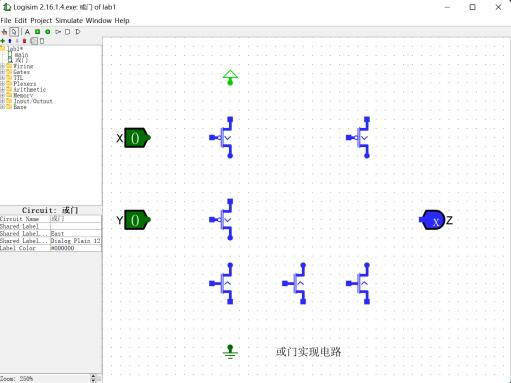 Logisim 2.16.1.4.exe: 或门 of lab1
File Edit Project Simulate Window Help
lab1*
main
或门
Wiring
Gates
TTL
Plexers
Arithmetic
Memory
Input/Output
Base
Circuit: 或门
Circuit Name 或门
Shared Label
Shared Labe... East
Shared Labe... Dialog Plain 12
Label Color #000000
Zoom: 250%
X 0
Y 0
x Z
或门实现电路